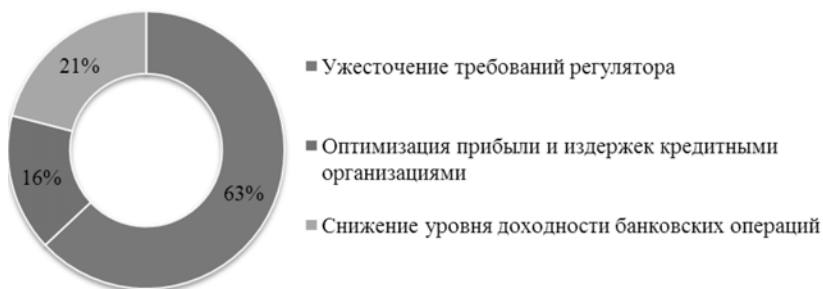 21%
16%
63%
Ужесточение требований регулятора
Оптимизация прибыли и издержек кредитными
организациями
Снижение уровня доходности банковских операций